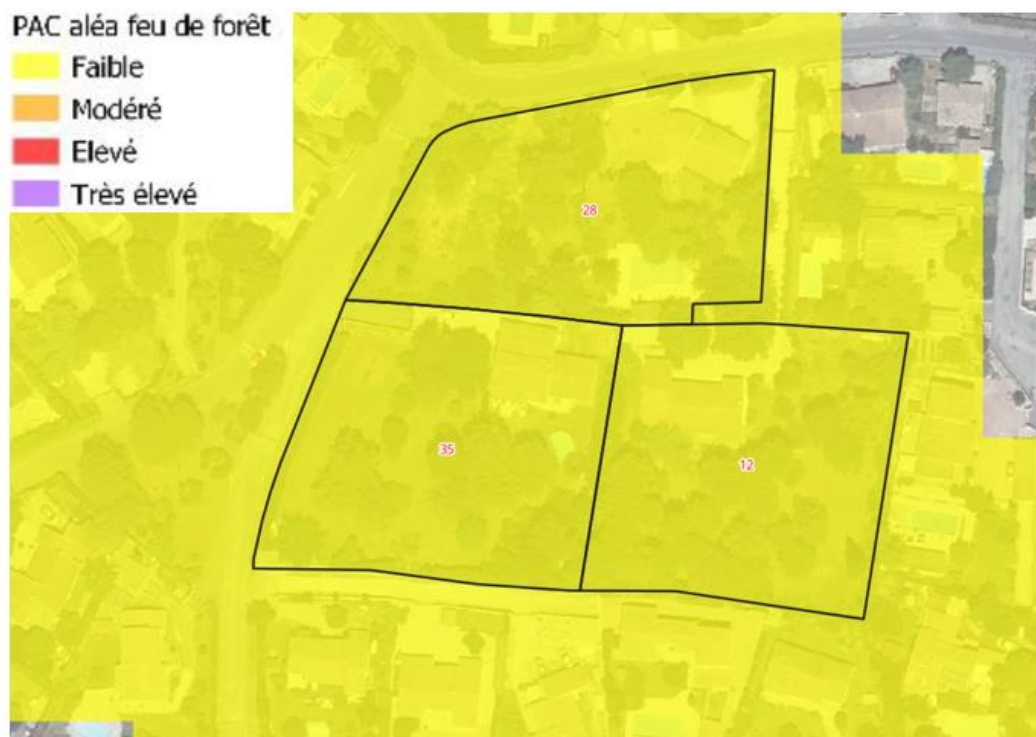 PAC aléa feu de forêt
Faible
Modéré
Elevé
Très élevé
28
35
12